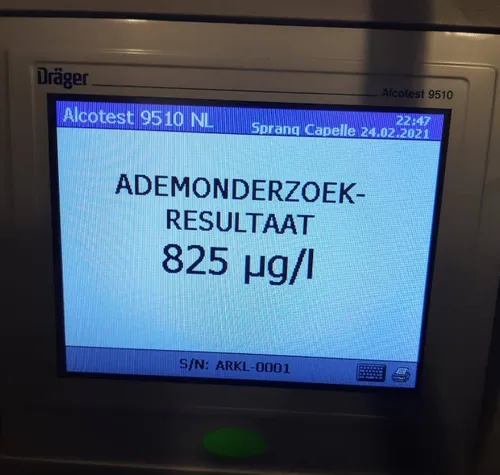 Dräger
Alcotest 9510
Alcotest 9510 NL
22:47
Sprang Capelle 24.02.2021
ADEMONDERZOEK-
RESULTAAT
825 µg/l
S/N: ARKL-0001